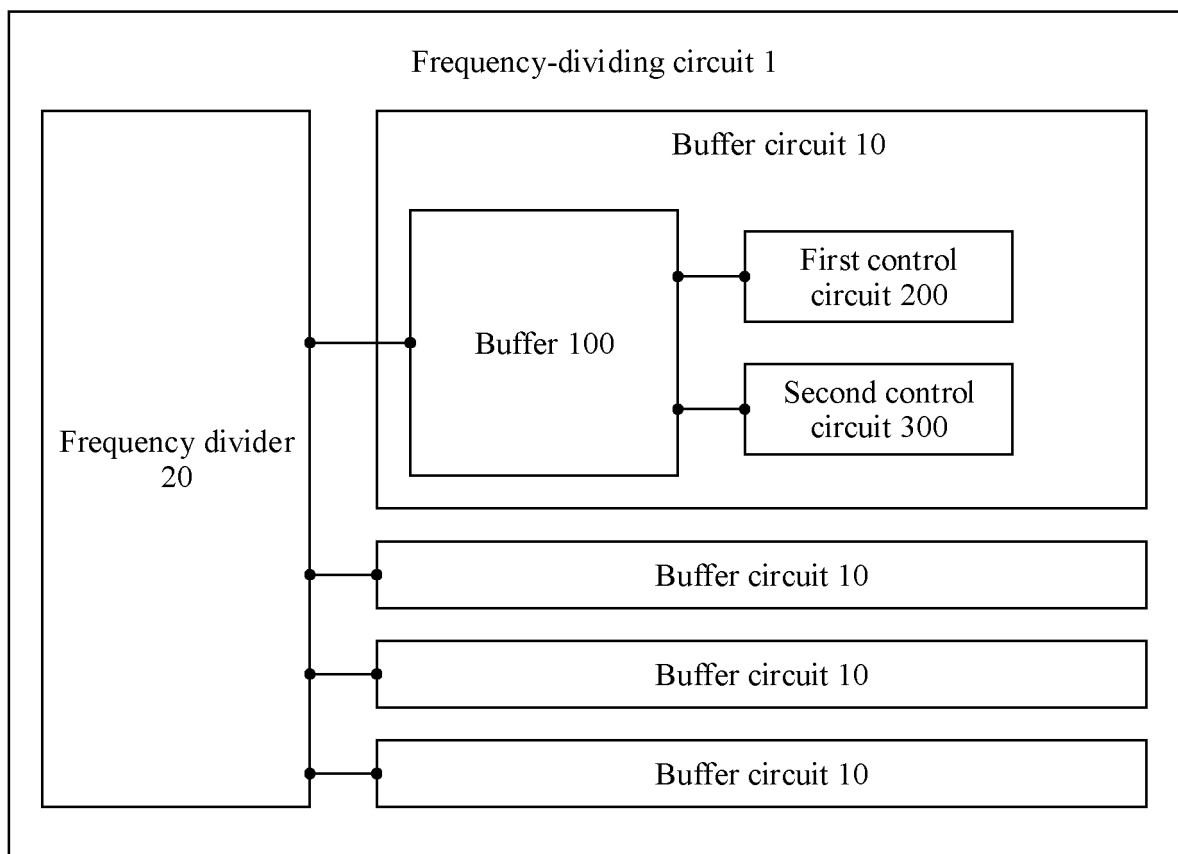 Frequency-dividing circuit 1
Buffer circuit 10
First control
circuit 200
Buffer 100
Second control
circuit 300
Frequency divider
20
Buffer circuit 10
Buffer circuit 10
Buffer circuit 10